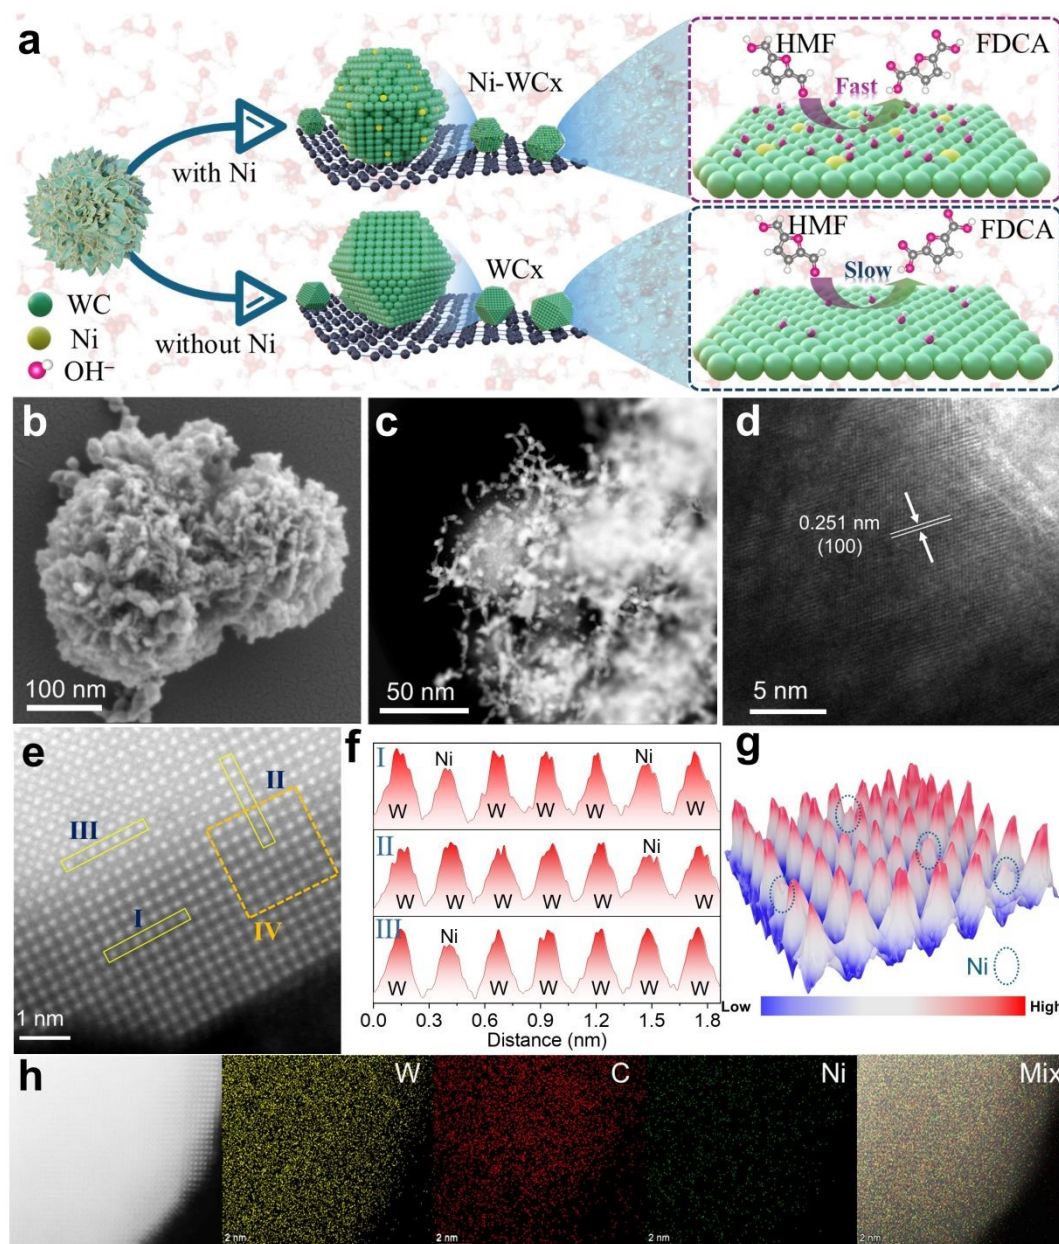 a
HMF
FDCA
Fast
Ni-WCx
with Ni
HMF
FDCA
Slow
WCx
without Ni
WC
Ni
OH⁻
b
100 nm
c
50 nm
d
0.251 nm
(100)
5 nm
e
II
III
I
IV
1 nm
f
I
Ni
Ni
W W W W W
II
Ni
W W W W W W
III
Ni
W W W W W W
0.0 0.3 0.6 0.9 1.2 1.5 1.8
Distance (nm)
g
Ni
Low
High
h
W
C
Ni
Mix
2 nm
2 nm
2 nm
2 nm